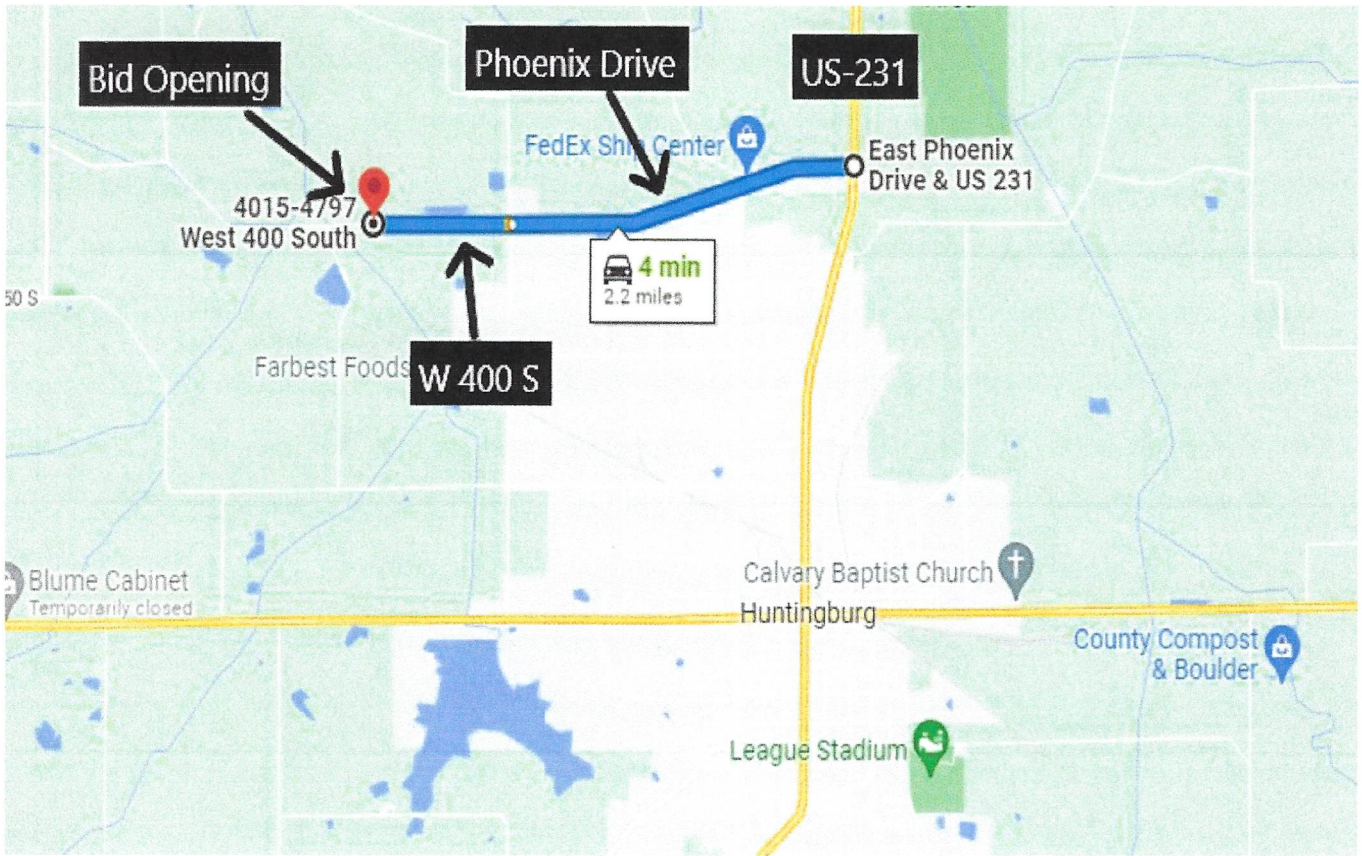 Bid Opening
Phoenix Drive
US-231
FedEx Ship Center
East Phoenix
Drive & US 231
4015-4797
West 400 South
4 min
2.2 miles
50 S
Farbest Foods
W 400 S
Blume Cabinet
Temporarily closed
Calvary Baptist Church
Huntingburg
County Compost
& Boulder
League Stadium